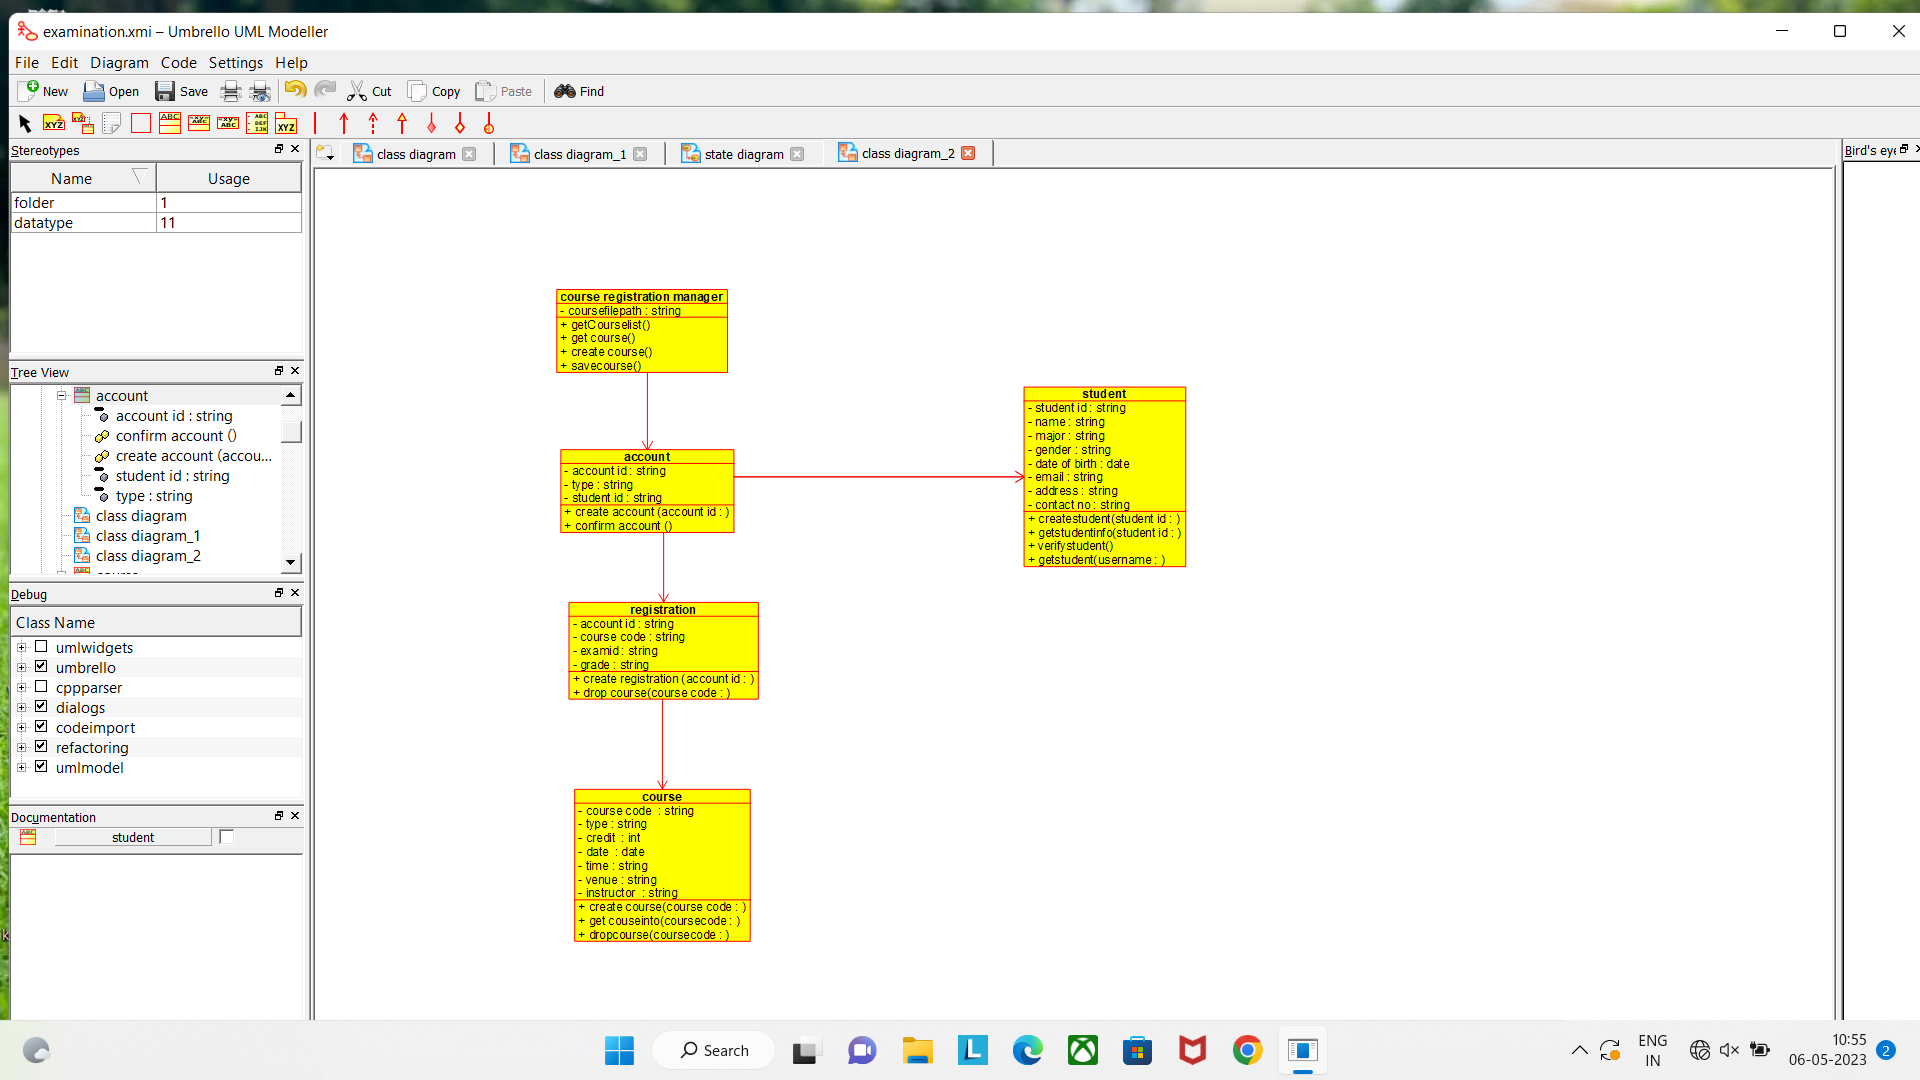 examination.xmi – Umbrello UML Modeller
File Edit Diagram Code Settings Help
New Open Save Cut Copy Paste Find
Stereotypes
Name Usage
folder 1
datatype 11
Tree View
account
account id : string
confirm account ()
create account (accou...
student id : string
type : string
class diagram
class diagram_1
class diagram_2
Debug
Class Name
umlwidgets
umbrello
cppparser
dialogs
codeimport
refactoring
umlmodel
Documentation
student
class diagram class diagram_1 state diagram class diagram_2
Bird's eye
course registration manager
- coursefilepath : string
+ getCourselist()
+ get course()
+ create course()
+ savecourse()
account
- account id : string
- type : string
- student id : string
+ create account (account id : )
+ confirm account ()
student
- student id : string
- name : string
- major : string
- gender : string
- date of birth : date
- email : string
- address : string
- contact no : string
+ createstudent(student id : )
+ getstudentinfo(student id : )
+ verifystudent()
+ getstudent(username : )
registration
- account id : string
- course code : string
- examid : string
- grade : string
+ create registration (account id : )
+ drop course(course code : )
course
- course code : string
- type : string
- credit : int
- date : date
- time : string
- venue : string
- instructor : string
+ create course(course code : )
+ get couseinto(coursecode : )
+ dropcourse(coursecode : )
Search
ENG
IN
10:55
06-05-2023
2